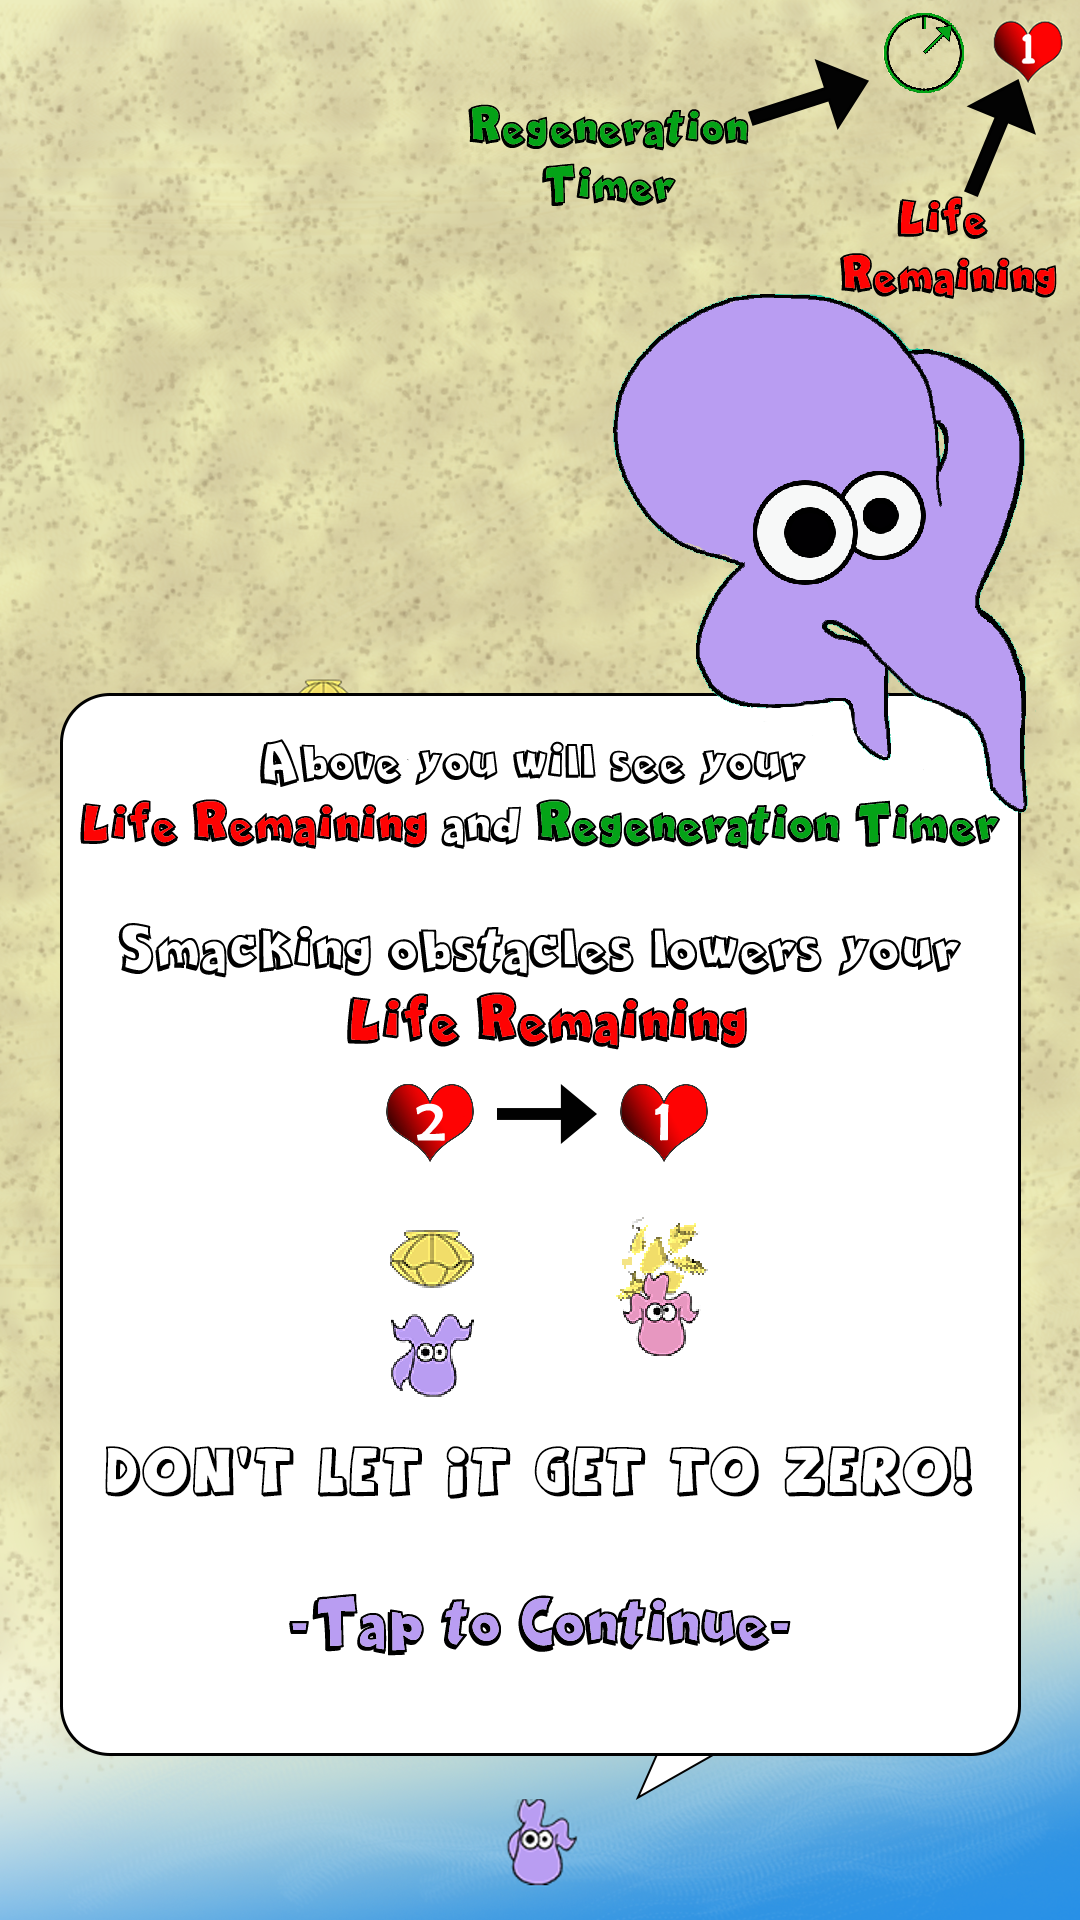 1
Regeneration
Timer
Life
Remaining
Above you will see your
Life Remaining and Regeneration Timer
Smacking obstacles lowers your
Life Remaining
2 1
DON'T LET iT GET TO ZERO!
-Tap to Continue-